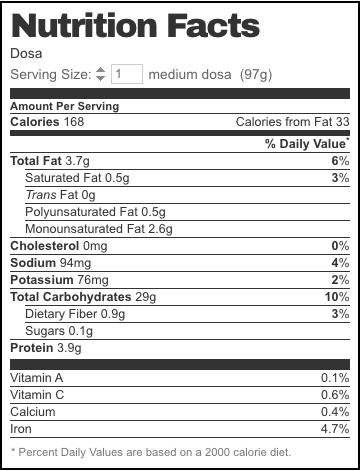 Nutrition Facts
Dosa
Serving Size: 1 medium dosa (97g)
Amount Per Serving
Calories 168 Calories from Fat 33
% Daily Value*
Total Fat 3.7g 6%
Saturated Fat 0.5g 3%
Trans Fat 0g
Polyunsaturated Fat 0.5g
Monounsaturated Fat 2.6g
Cholesterol 0mg 0%
Sodium 94mg 4%
Potassium 76mg 2%
Total Carbohydrates 29g 10%
Dietary Fiber 0.9g 3%
Sugars 0.1g
Protein 3.9g
Vitamin A 0.1%
Vitamin C 0.6%
Calcium 0.4%
Iron 4.7%
* Percent Daily Values are based on a 2000 calorie diet.